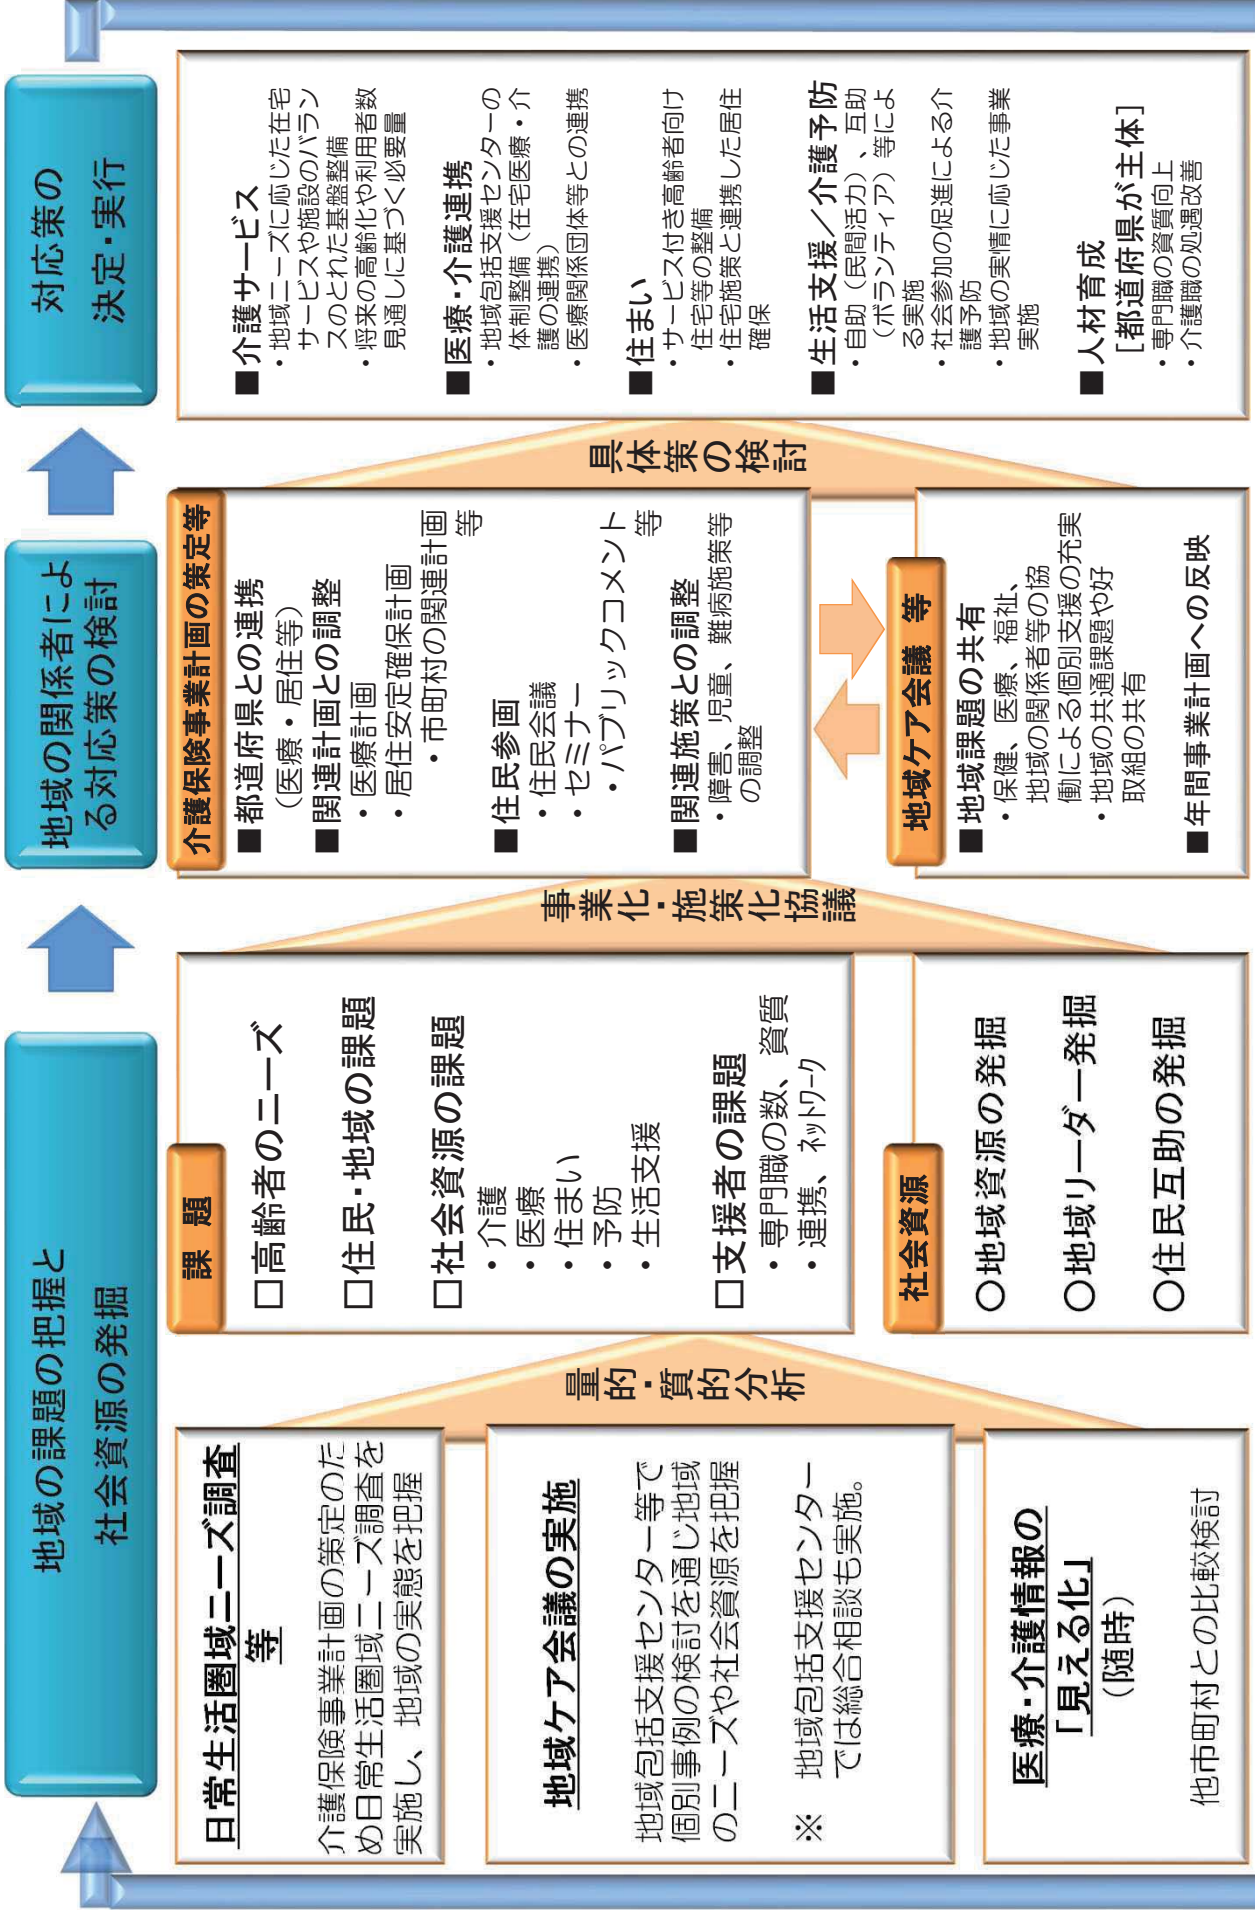 地域の課題の把握と
社会資源の発掘
日常生活圏域ニーズ調査
等
介護保険事業計画の策定のた
め日常生活圏域ニーズ調査を
実施し、地域の実態を把握
地域ケア会議の実施
地域包括支援センター等で
個別事例の検討を通じ地域
のニーズや社会資源を把握
※ 地域包括支援センター
では総合相談も実施。
医療・介護情報の
「見える化」
（随時）
他市町村との比較検討
量的・質的分析
課 題
□高齢者のニーズ
□住民・地域の課題
□社会資源の課題
・介護
・医療
・住まい
・予防
・生活支援
□支援者の課題
・専門職の数、資質
・連携、ネットワーク
社会資源
○地域資源の発掘
○地域リーダー発掘
○住民互助の発掘
事業化・施策化協議
地域の関係者によ
る対応策の検討
介護保険事業計画の策定等
■都道府県との連携
（医療・居住等）
■関連計画との調整
・医療計画
・居住安定確保計画
・市町村の関連計画
等
■住民参画
・住民会議
・セミナー
・パブリックコメント
等
■関連施策との調整
・障害、児童、難病施策等
の調整
地域ケア会議 等
■地域課題の共有
・保健、医療、福祉、
地域の関係者等の協
働による個別支援の充実
・地域の共通課題や好
取組の共有
■年間事業計画への反映
具体策の検討
対応策の
決定・実行
■介護サービス
・地域ニーズに応じた在宅
サービスや施設のバラン
スのとれた基盤整備
・将来の高齢化や利用者数
見通しに基づく必要量
■医療・介護連携
・地域包括支援センターの
体制整備（在宅医療・介
護の連携）
・医療関係団体等との連携
■住まい
・サービス付き高齢者向け
住宅等の整備
・住宅施策と連携した居住
確保
■生活支援／介護予防
・自助（民間活力）、互助
（ボランティア）等によ
る実施
・社会参加の促進による介
護予防
・地域の実情に応じた事業
実施
■人材育成
［都道府県が主体］
・専門職の資質向上
・介護職の処遇改善